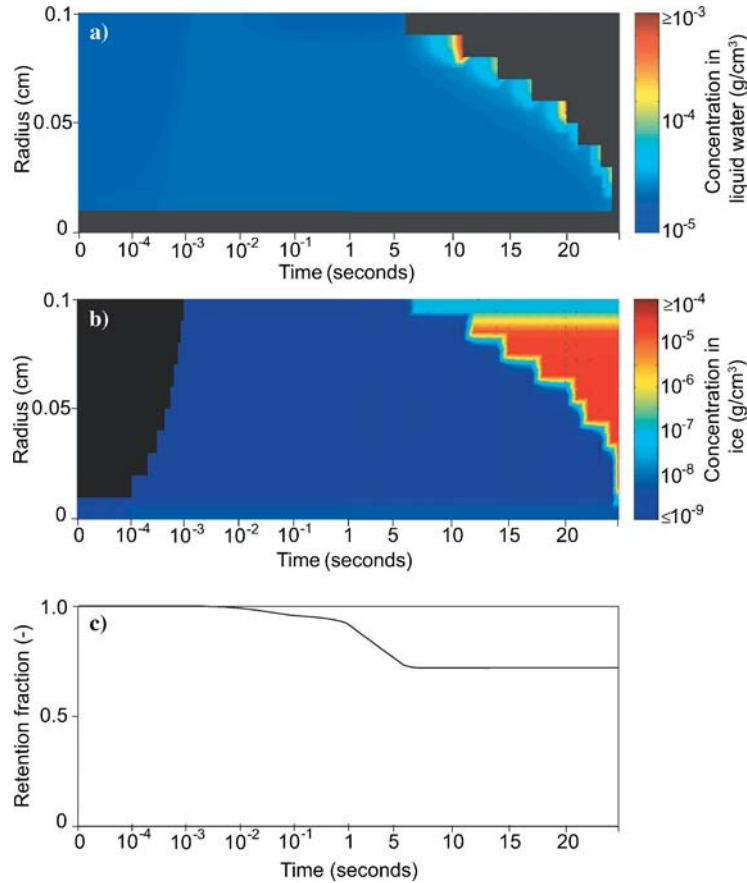 a)
0.1
0.05
0
Radius (cm)
0 10⁻⁴ 10⁻³ 10⁻² 10⁻¹ 1 5 10 15 20
Time (seconds)
≥10⁻³
10⁻⁴
10⁻⁵
Concentration in
liquid water (g/cm³)
b)
0.1
0.05
0
Radius (cm)
0 10⁻⁴ 10⁻³ 10⁻² 10⁻¹ 1 5 10 15 20
Time (seconds)
≥10⁻⁴
10⁻⁵
10⁻⁶
10⁻⁷
10⁻⁸
≤10⁻⁹
Concentration in
ice (g/cm³)
c)
1.0
0.5
0
Retention fraction (-)
0 10⁻⁴ 10⁻³ 10⁻² 10⁻¹ 1 5 10 15 20
Time (seconds)